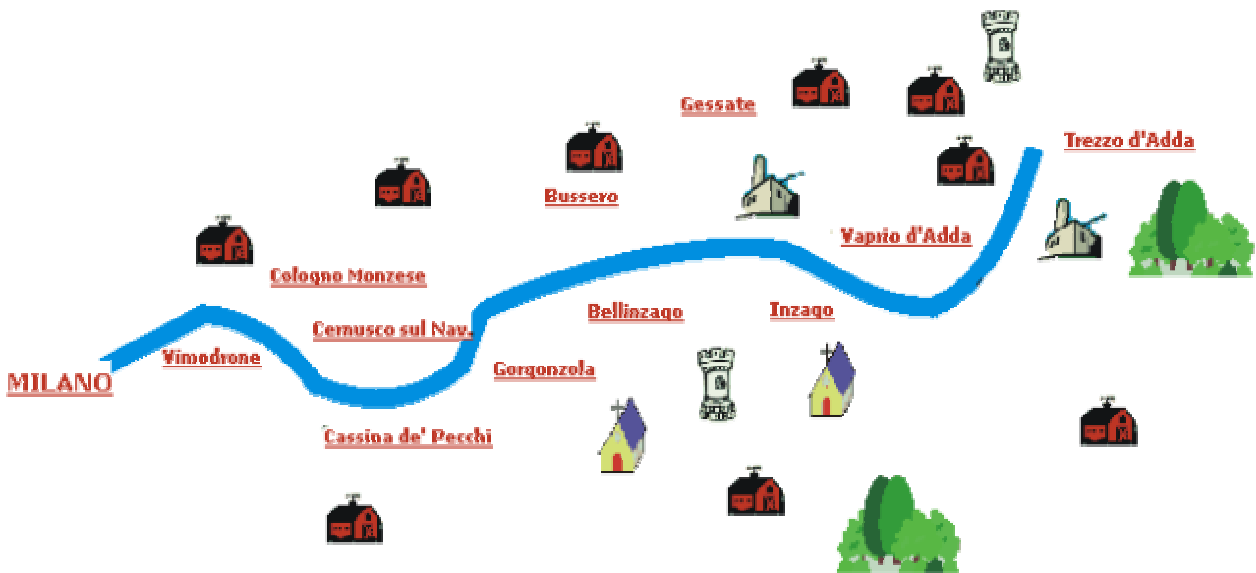 Gessate
Trezzo d'Adda
Bussero
Vaprio d'Adda
Cologno Monzese
Bellinzago
Inzago
Cernusco sul Nav.
Vimodrone
Gorgonzola
MILANO
Cassina de' Pecchi